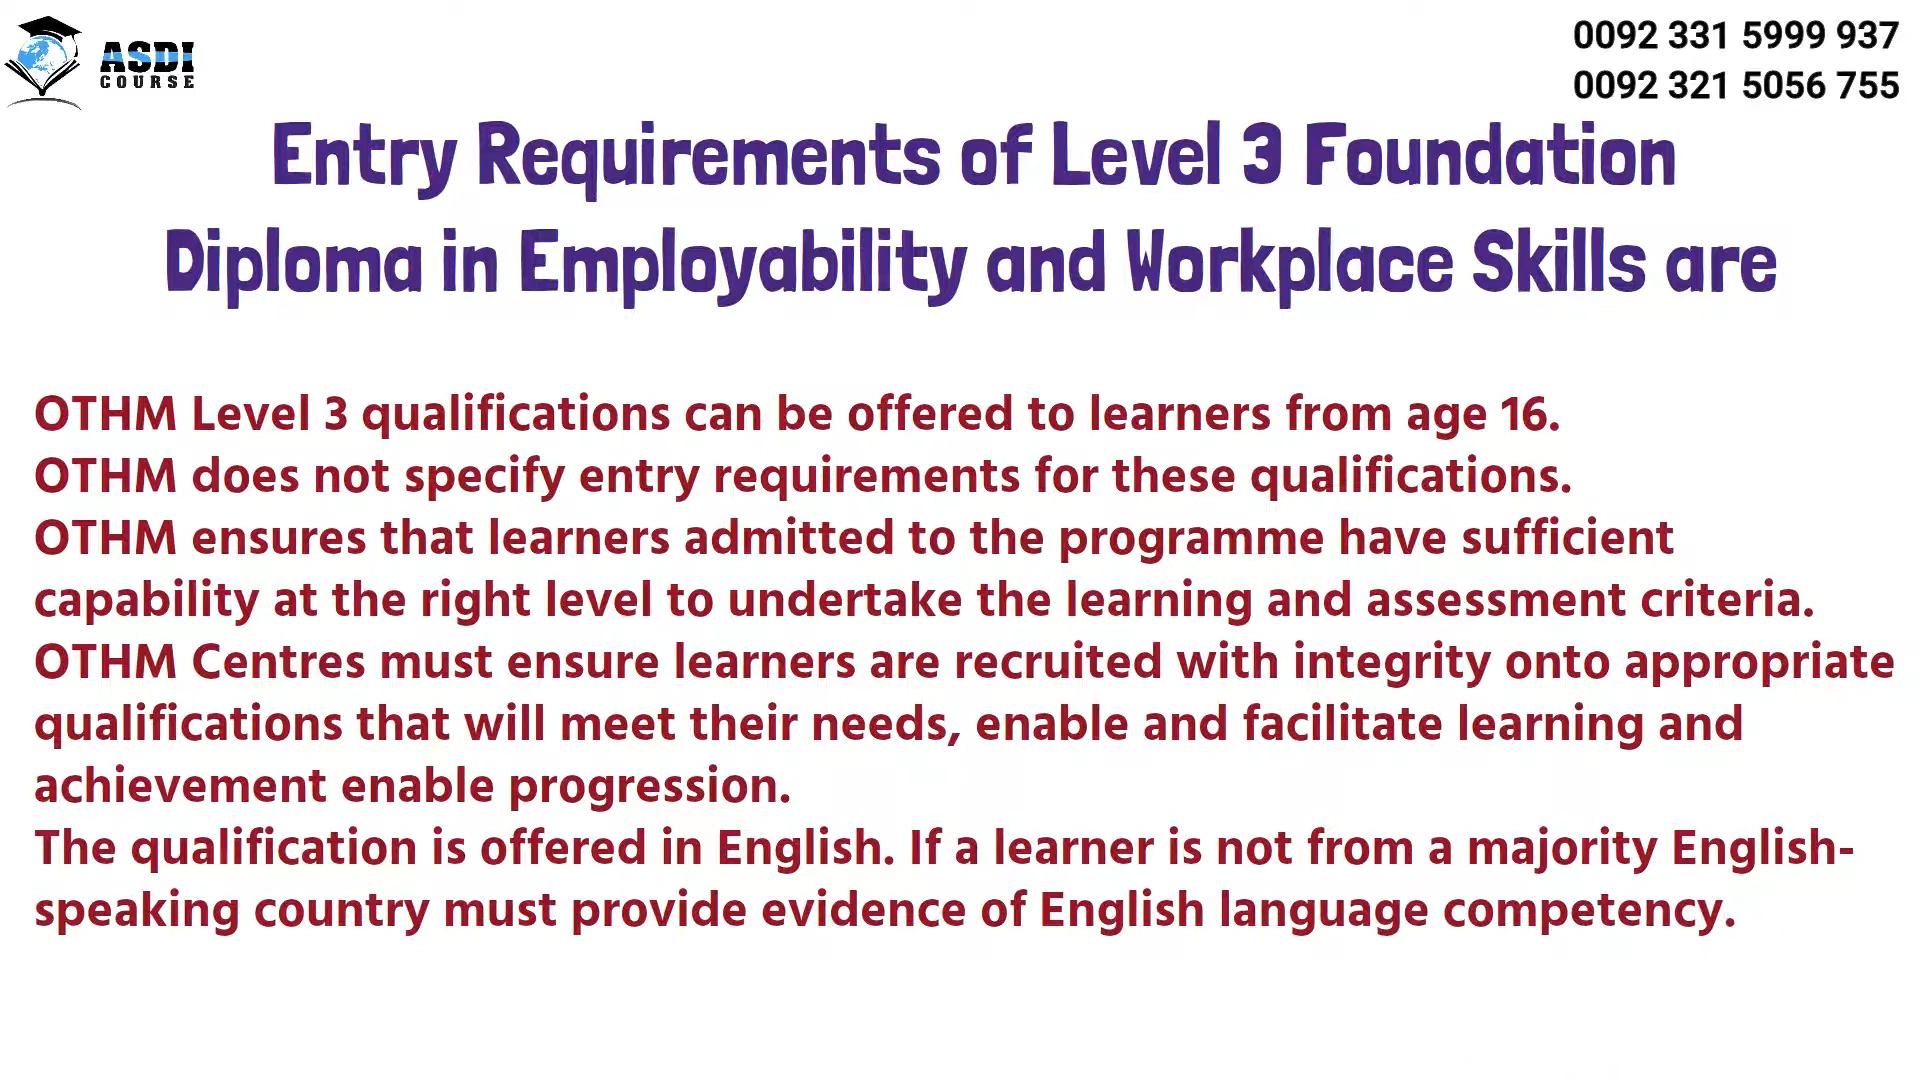 ASDI
COURSE
0092 331 5999 937
0092 321 5056 755
Entry Requirements of Level 3 Foundation
Diploma in Employability and Workplace Skills are
OTHM Level 3 qualifications can be offered to learners from age 16.
OTHM does not specify entry requirements for these qualifications.
OTHM ensures that learners admitted to the programme have sufficient
capability at the right level to undertake the learning and assessment criteria.
OTHM Centres must ensure learners are recruited with integrity onto appropriate
qualifications that will meet their needs, enable and facilitate learning and
achievement enable progression.
The qualification is offered in English. If a learner is not from a majority English-
speaking country must provide evidence of English language competency.